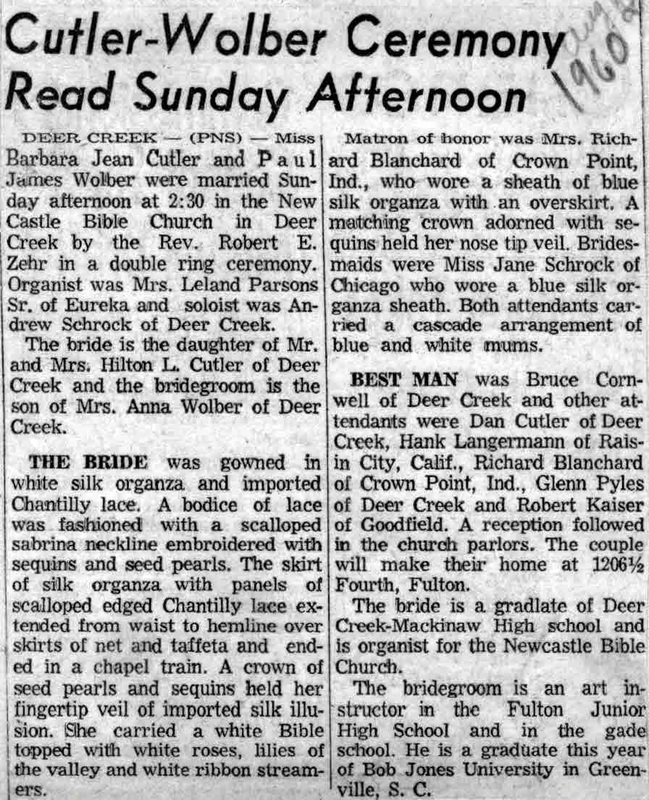 Cutler-Wolber Ceremony
Read Sunday Afternoon
Aug
1960
DEER CREEK — (PNS) — Miss
Barbara Jean Cutler and Paul
James Wolber were married Sun-
day afternoon at 2:30 in the New
Castle Bible Church in Deer
Creek by the Rev. Robert E.
Zehr in a double ring ceremony.
Organist was Mrs. Leland Parsons
Sr. of Eureka and soloist was An-
drew Schrock of Deer Creek.
The bride is the daughter of Mr.
and Mrs. Hilton L. Cutler of Deer
Creek and the bridegroom is the
son of Mrs. Anna Wolber of Deer
Creek.
THE BRIDE was gowned in
white silk organza and imported
Chantilly lace. A bodice of lace
was fashioned with a scalloped
sabrina neckline embroidered with
sequins and seed pearls. The skirt
of silk organza with panels of
scalloped edged Chantilly lace ex-
tended from waist to hemline over
skirts of net and taffeta and end-
ed in a chapel train. A crown of
seed pearls and sequins held her
fingertip veil of imported silk illu-
sion. She carried a white Bible
topped with white roses, lilies of
the valley and white ribbon stream-
ers.
Matron of honor was Mrs. Rich-
ard Blanchard of Crown Point,
Ind., who wore a sheath of blue
silk organza with an overskirt. A
matching crown adorned with se-
quins held her nose tip veil. Brides-
maids were Miss Jane Schrock of
Chicago who wore a blue silk or-
ganza sheath. Both attendants car-
ried a cascade arrangement of
blue and white mums.
BEST MAN was Bruce Corn-
well of Deer Creek and other at-
tendants were Dan Cutler of Deer
Creek, Hank Langermann of Rais-
in City, Calif., Richard Blanchard
of Crown Point, Ind., Glenn Pyles
of Deer Creek and Robert Kaiser
of Goodfield. A reception followed
in the church parlors. The couple
will make their home at 1206½
Fourth, Fulton.
The bride is a gradlate of Deer
Creek-Mackinaw High school and
is organist for the Newcastle Bible
Church.
The bridegroom is an art in-
structor in the Fulton Junior
High School and in the gade
school. He is a graduate this year
of Bob Jones University in Green-
ville, S. C.